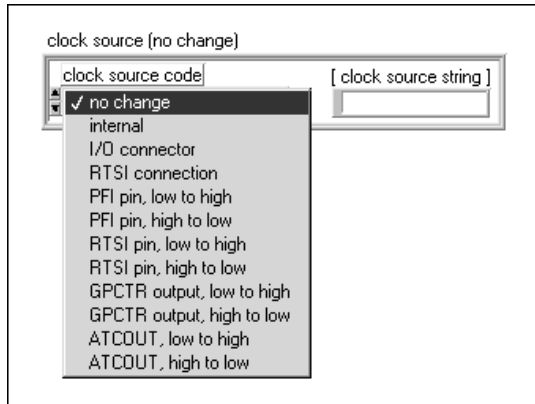 clock source (no change)
clock source code [ clock source string ]
✓ no change
internal
I/O connector
RTSI connection
PFI pin, low to high
PFI pin, high to low
RTSI pin, low to high
RTSI pin, high to low
GPCTR output, low to high
GPCTR output, high to low
ATCOUT, low to high
ATCOUT, high to low